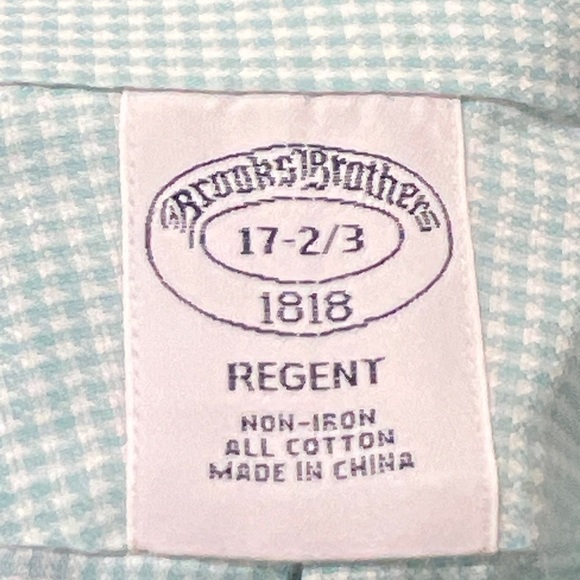 Brooks Brothers
17-2/3
1818
REGENT
NON-IRON
ALL COTTON
MADE IN CHINA